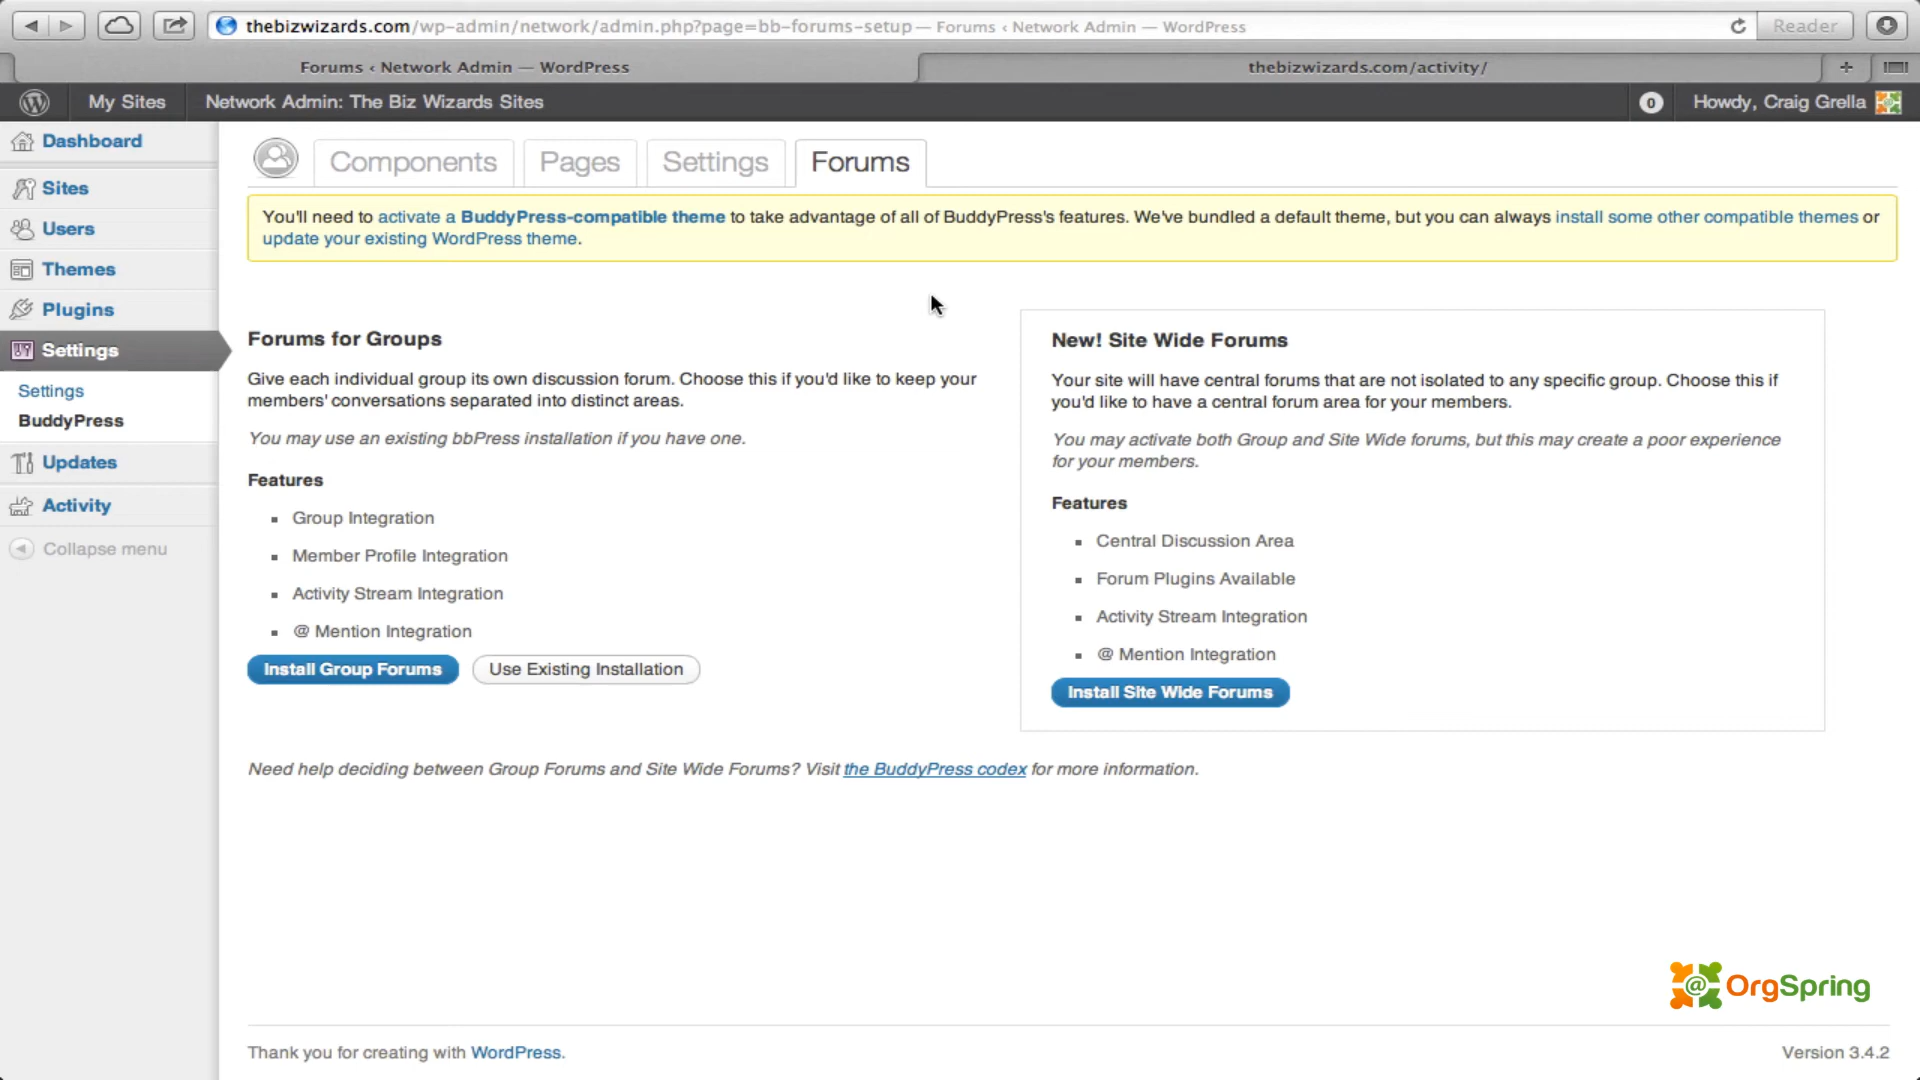 thebizwizards.com/wp-admin/network/admin.php?page=bb-forums-setup — Forums ‹ Network Admin — WordPress
Reader
Forums ‹ Network Admin — WordPress
thebizwizards.com/activity/
My Sites
Network Admin: The Biz Wizards Sites
0
Howdy, Craig Grella
Dashboard
Sites
Users
Themes
Plugins
Settings
Settings
BuddyPress
Updates
Activity
Collapse menu
Components
Pages
Settings
Forums
You'll need to activate a BuddyPress-compatible theme to take advantage of all of BuddyPress's features. We've bundled a default theme, but you can always install some other compatible themes or
update your existing WordPress theme.
Forums for Groups
Give each individual group its own discussion forum. Choose this if you'd like to keep your
members' conversations separated into distinct areas.
You may use an existing bbPress installation if you have one.
Features
Group Integration
Member Profile Integration
Activity Stream Integration
@ Mention Integration
Install Group Forums
Use Existing Installation
New! Site Wide Forums
Your site will have central forums that are not isolated to any specific group. Choose this if
you'd like to have a central forum area for your members.
You may activate both Group and Site Wide forums, but this may create a poor experience
for your members.
Features
Central Discussion Area
Forum Plugins Available
Activity Stream Integration
@ Mention Integration
Install Site Wide Forums
Need help deciding between Group Forums and Site Wide Forums? Visit the BuddyPress codex for more information.
@ OrgSpring
Thank you for creating with WordPress.
Version 3.4.2